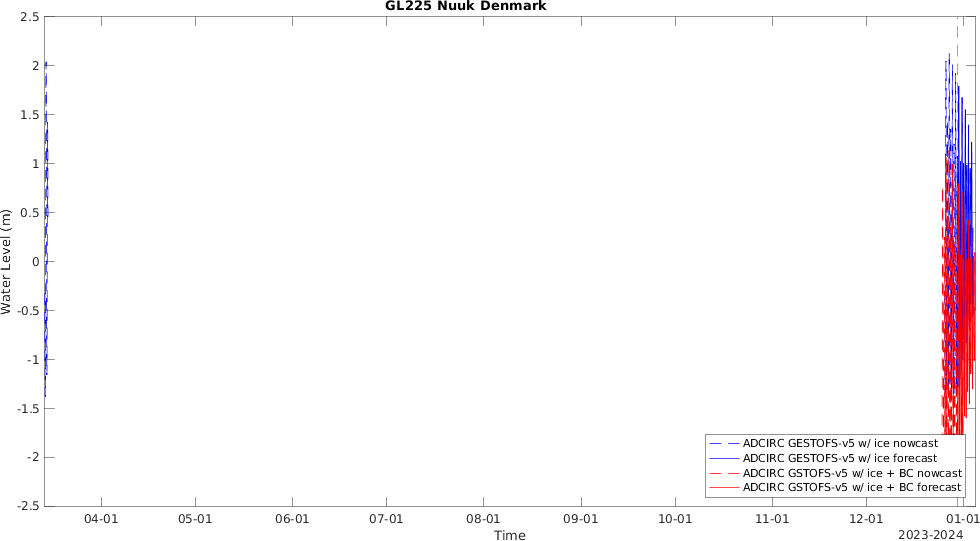 GL225 Nuuk Denmark
2.5
2
1.5
1
0.5
0
-0.5
-1
-1.5
-2
-2.5
Water Level (m)
ADCIRC GESTOFS-v5 w/ ice nowcast
ADCIRC GESTOFS-v5 w/ ice forecast
ADCIRC GSTOFS-v5 w/ ice + BC nowcast
ADCIRC GSTOFS-v5 w/ ice + BC forecast
04-01 05-01 06-01 07-01 08-01 09-01 10-01 11-01 12-01 01-01
Time
2023-2024